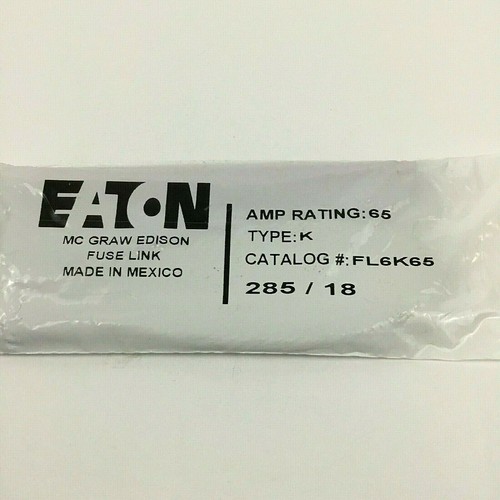 EATON
MC GRAW EDISON
FUSE LINK
MADE IN MEXICO
AMP RATING:65
TYPE:K
CATALOG #:FL6K65
285 / 18